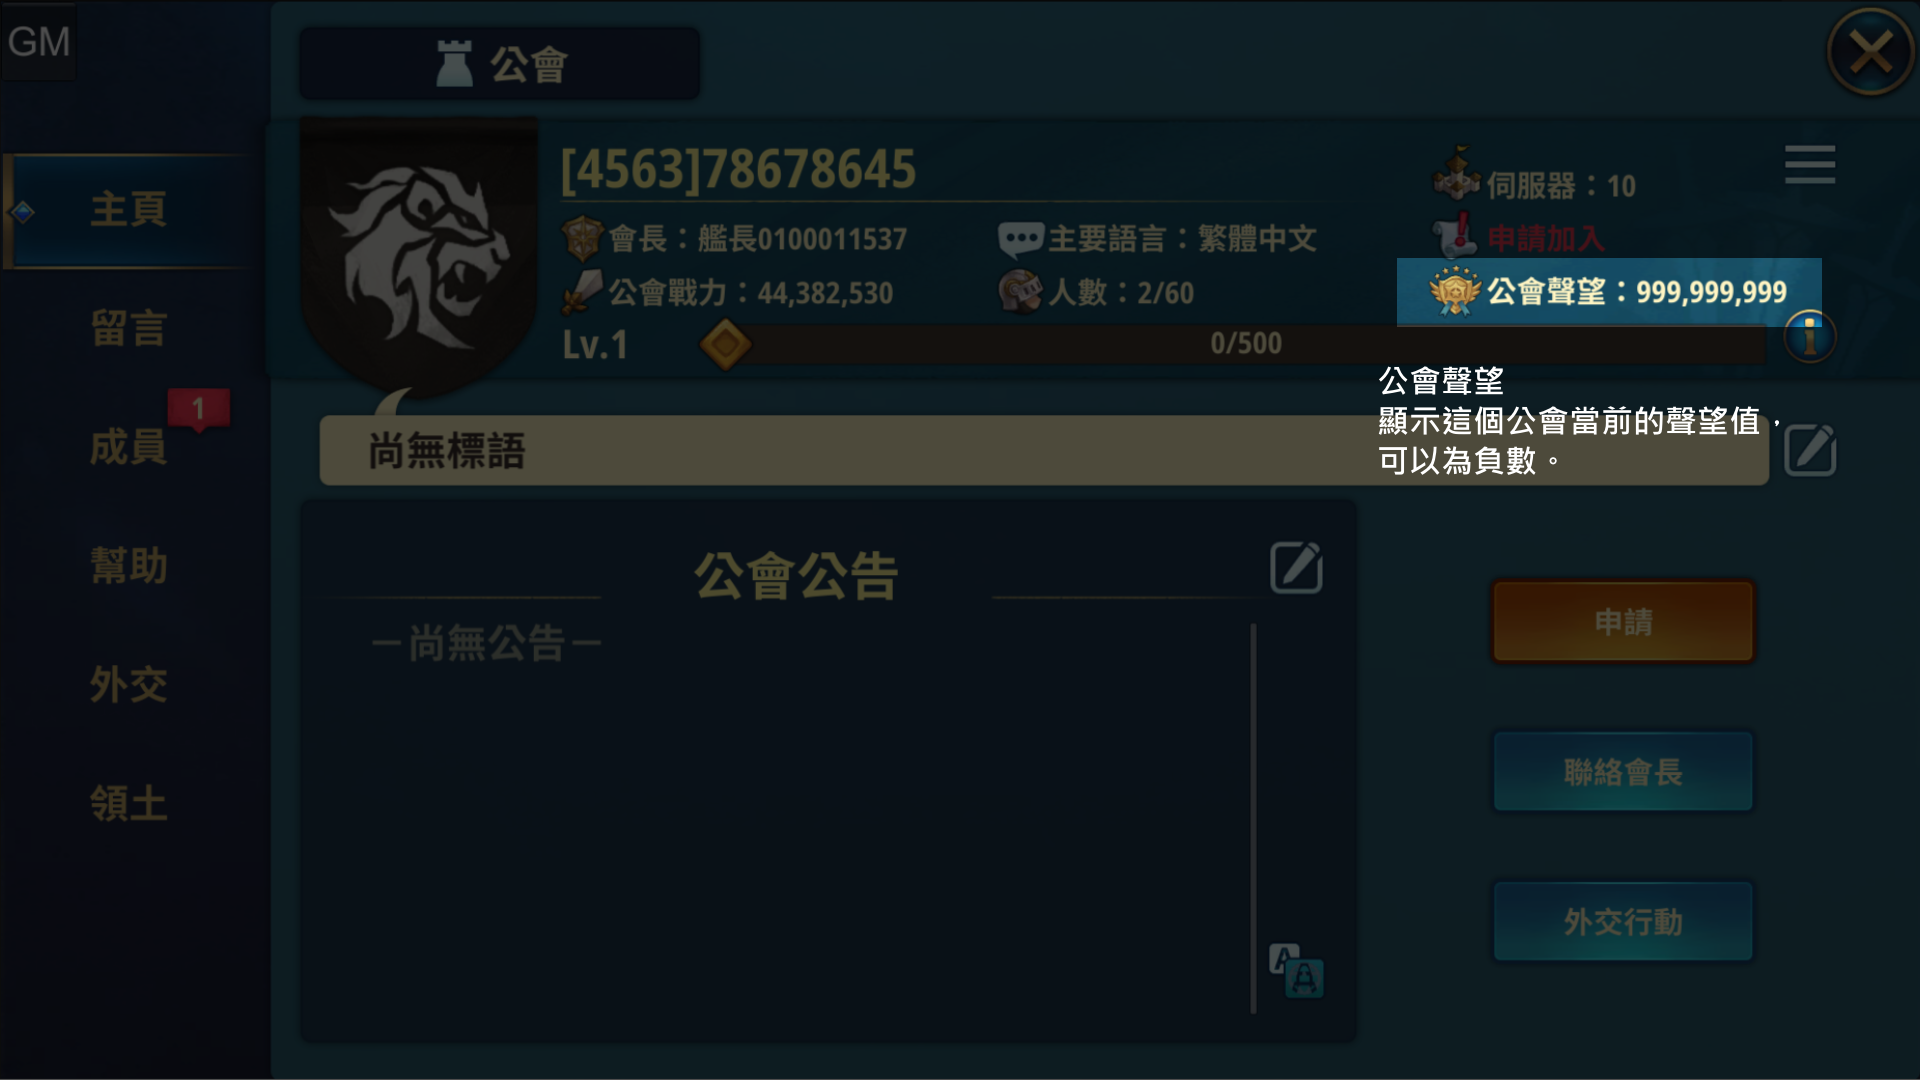 GM
公會
主頁
留言
1
成員
幫助
外交
領土
[4563]78678645
會長：艦長0100011537
主要語言：繁體中文
公會戰力：44,382,530
人數：2/60
伺服器：10
申請加入
公會聲望：999,999,999
Lv.1
0/500
i
公會聲望
顯示這個公會當前的聲望值，
可以為負數。
尚無標語
公會公告
－尚無公告－
申請
聯絡會長
外交行動
A
A